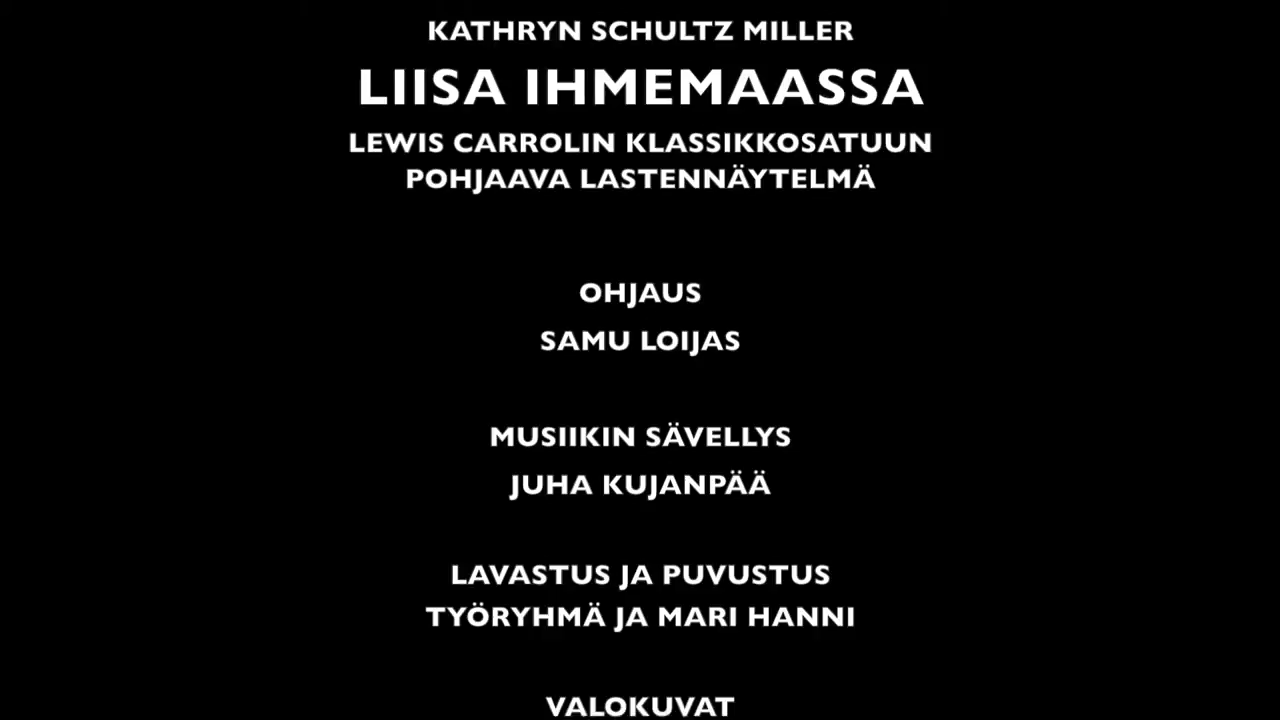 KATHRYN SCHULTZ MILLER
LIISA IHMEMAASSA
LEWIS CARROLIN KLASSIKKOSATUUN
POHJAAVA LASTENNÄYTELMÄ
OHJAUS
SAMU LOIJAS
MUSIIKIN SÄVELLYS
JUHA KUJANPÄÄ
LAVASTUS JA PUVUSTUS
TYÖRYHMÄ JA MARI HANNI
VALOKUVAT